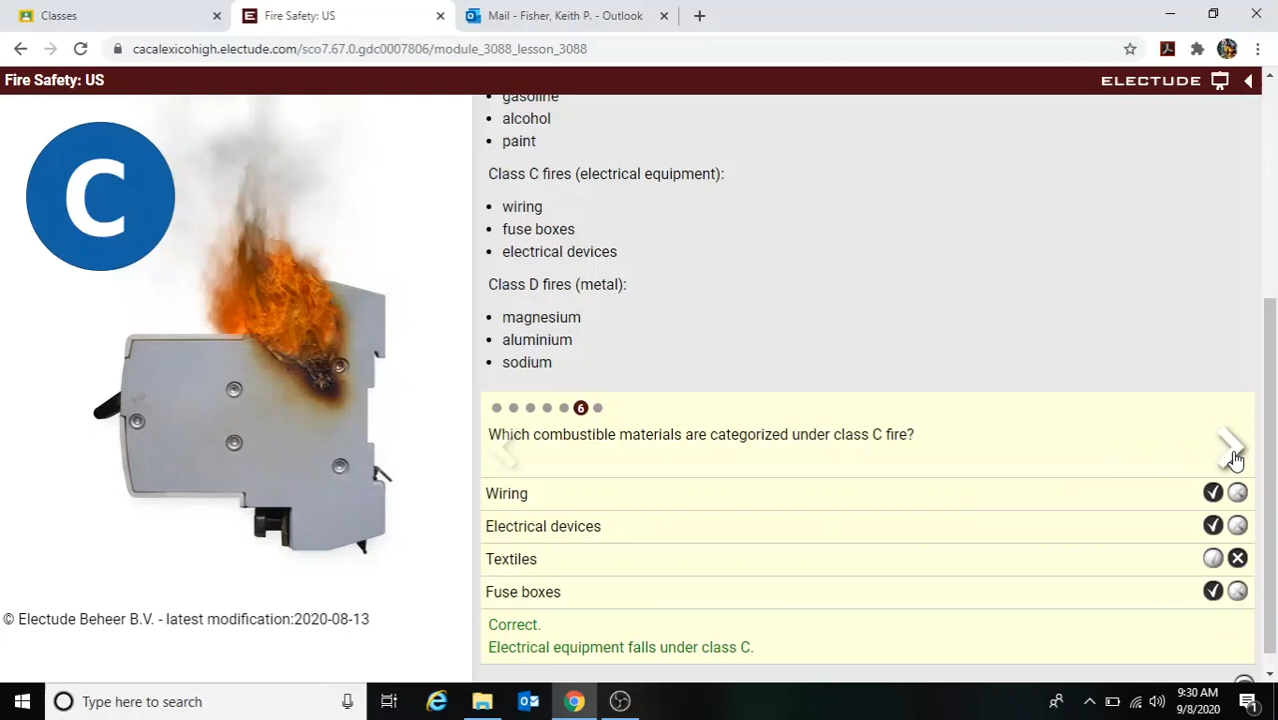 Classes
Fire Safety: US
Mail - Fisher, Keith P. - Outlook
cacalexicohigh.electude.com/sco7.67.0.gdc0007806/module_3088_lesson_3088
Fire Safety: US
ELECTUDE
C
gasoline
alcohol
paint
Class C fires (electrical equipment):
wiring
fuse boxes
electrical devices
Class D fires (metal):
magnesium
aluminium
sodium
6
Which combustible materials are categorized under class C fire?
Wiring
Electrical devices
Textiles
Fuse boxes
Correct.
Electrical equipment falls under class C.
© Electude Beheer B.V. - latest modification:2020-08-13
Type here to search
9:30 AM
9/8/2020
1